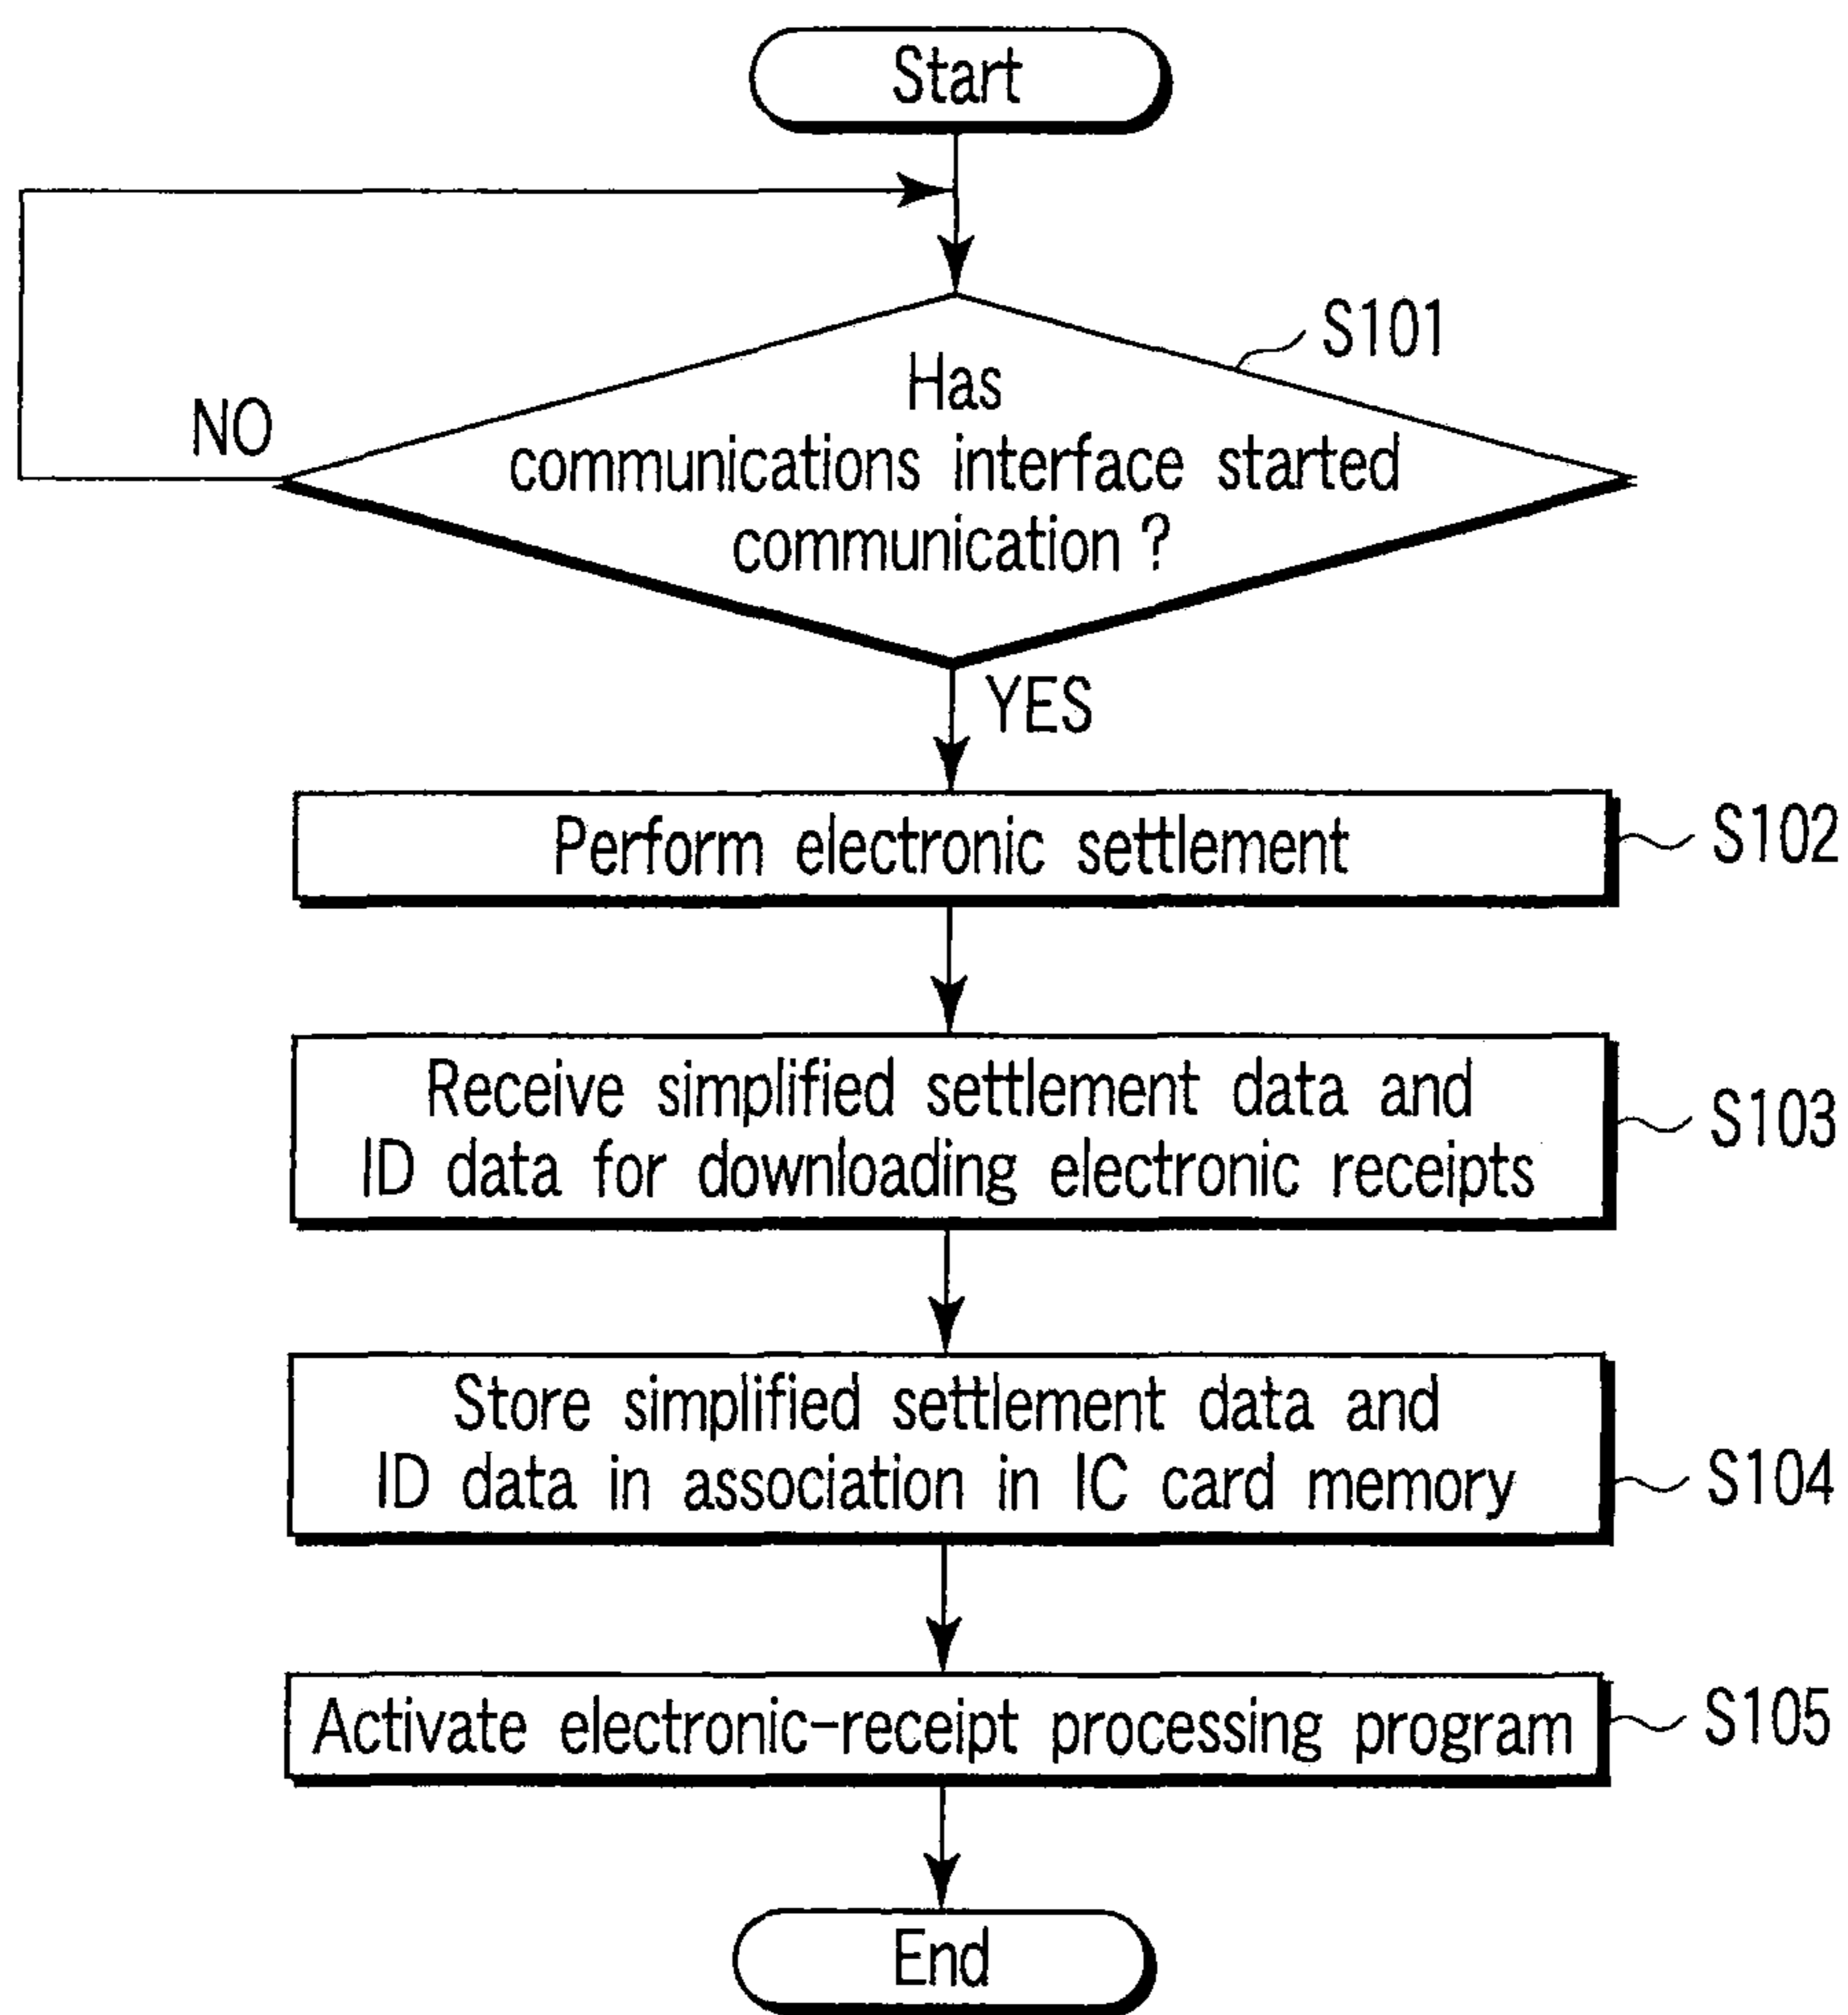 Start
S101
Has
communications interface started
communication ?
NO
YES
Perform electronic settlement
S102
Receive simplified settlement data and
ID data for downloading electronic receipts
S103
Store simplified settlement data and
ID data in association in IC card memory
S104
Activate electronic-receipt processing program
S105
End